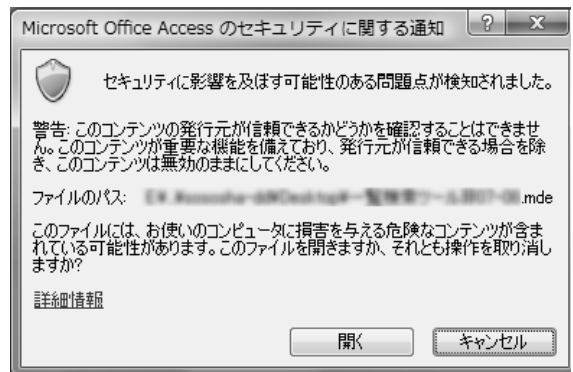 Microsoft Office Access のセキュリティに関する通知
セキュリティに影響を及ぼす可能性のある問題点が検知されました。
警告: このコンテンツの発行元が信頼できるかどうかを確認することはできませ
ん。このコンテンツが重要な機能を備えており、発行元が信頼できる場合を除
き、このコンテンツは無効のままにしてください。
ファイルのパス: .mde
このファイルには、お使いのコンピュータに損害を与える危険なコンテンツが含ま
れている可能性があります。このファイルを開きますか、それとも操作を取り消し
ますか?
詳細情報
開く
キャンセル